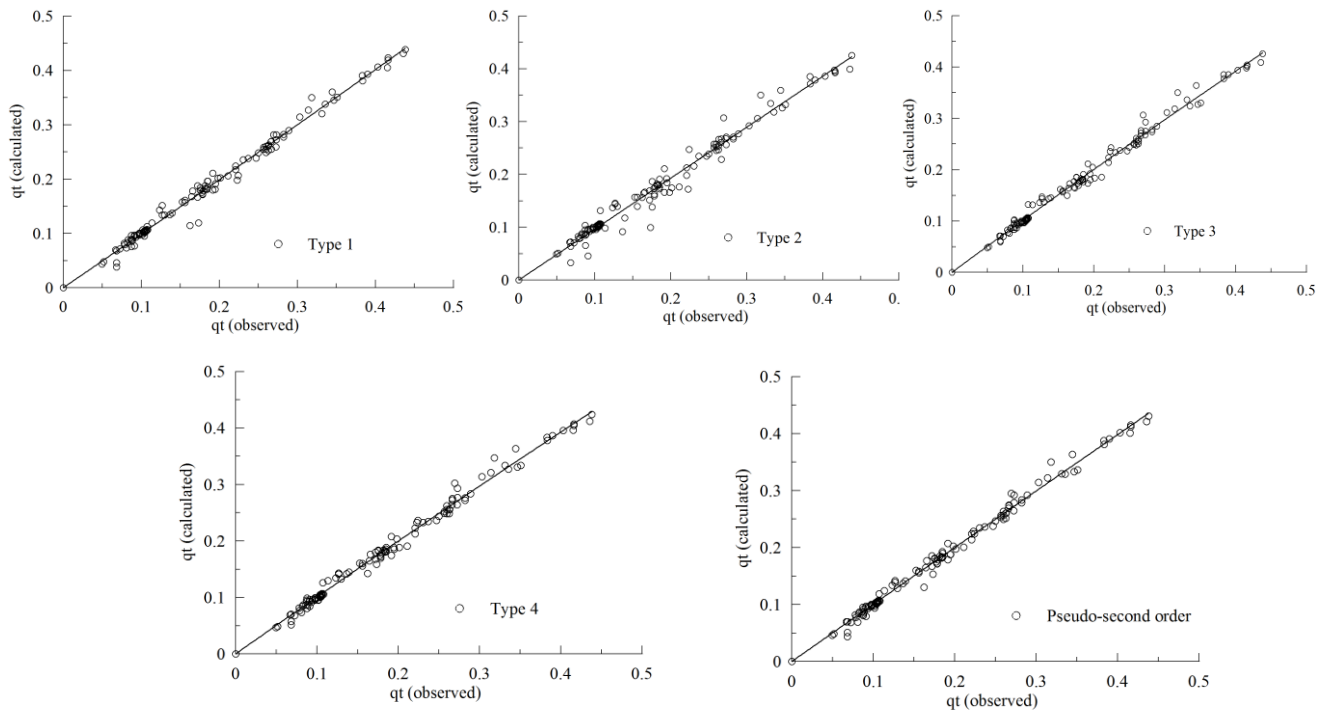 0.5
0.4
0.3
0.2
0.1
0
qt (calculated)
Type 1
0 0.1 0.2 0.3 0.4 0.5
qt (observed)
0.5
0.4
0.3
0.2
0.1
0
qt (calculated)
Type 2
0 0.1 0.2 0.3 0.4 0.
qt (observed)
0.5
0.4
0.3
0.2
0.1
0
qt (calculated)
Type 3
0 0.1 0.2 0.3 0.4 0.5
qt (observed)
0.5
0.4
0.3
0.2
0.1
0
qt (calculated)
Type 4
0 0.1 0.2 0.3 0.4 0.5
qt (observed)
0.5
0.4
0.3
0.2
0.1
0
qt (calculated)
Pseudo-second order
0 0.1 0.2 0.3 0.4 0.5
qt (observed)